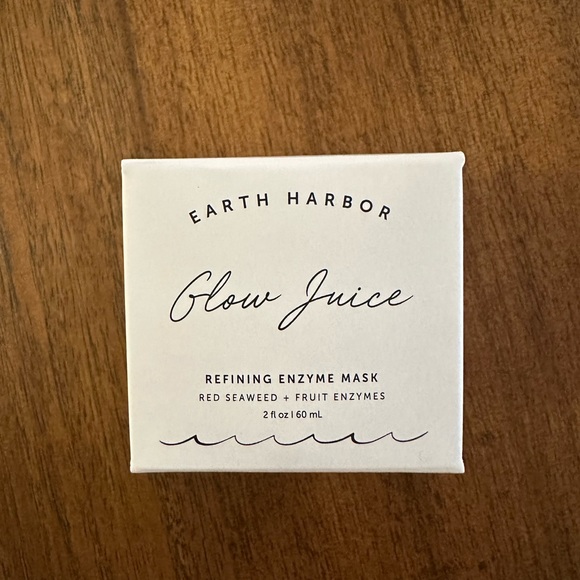 EARTH HARBOR
Glow Juice
REFINING ENZYME MASK
RED SEAWEED + FRUIT ENZYMES
2 fl oz | 60 mL